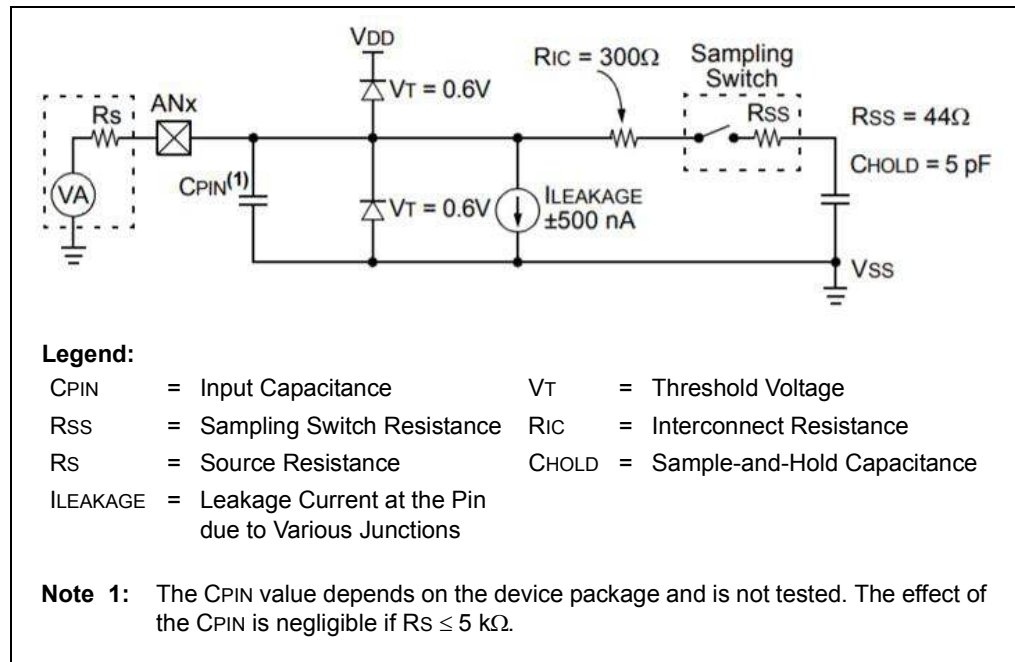 VDD
RIC = 300Ω
Sampling
Switch
VT = 0.6V
RS
ANx
RSS
RSS = 44Ω
CHOLD = 5 pF
VA
CPIN(1)
VT = 0.6V
ILEAKAGE
±500 nA
VSS
Legend:
CPIN = Input Capacitance VT = Threshold Voltage
RSS = Sampling Switch Resistance RIC = Interconnect Resistance
RS = Source Resistance CHOLD = Sample-and-Hold Capacitance
ILEAKAGE = Leakage Current at the Pin
due to Various Junctions
Note 1: The CPIN value depends on the device package and is not tested. The effect of
the CPIN is negligible if RS ≤ 5 kΩ.